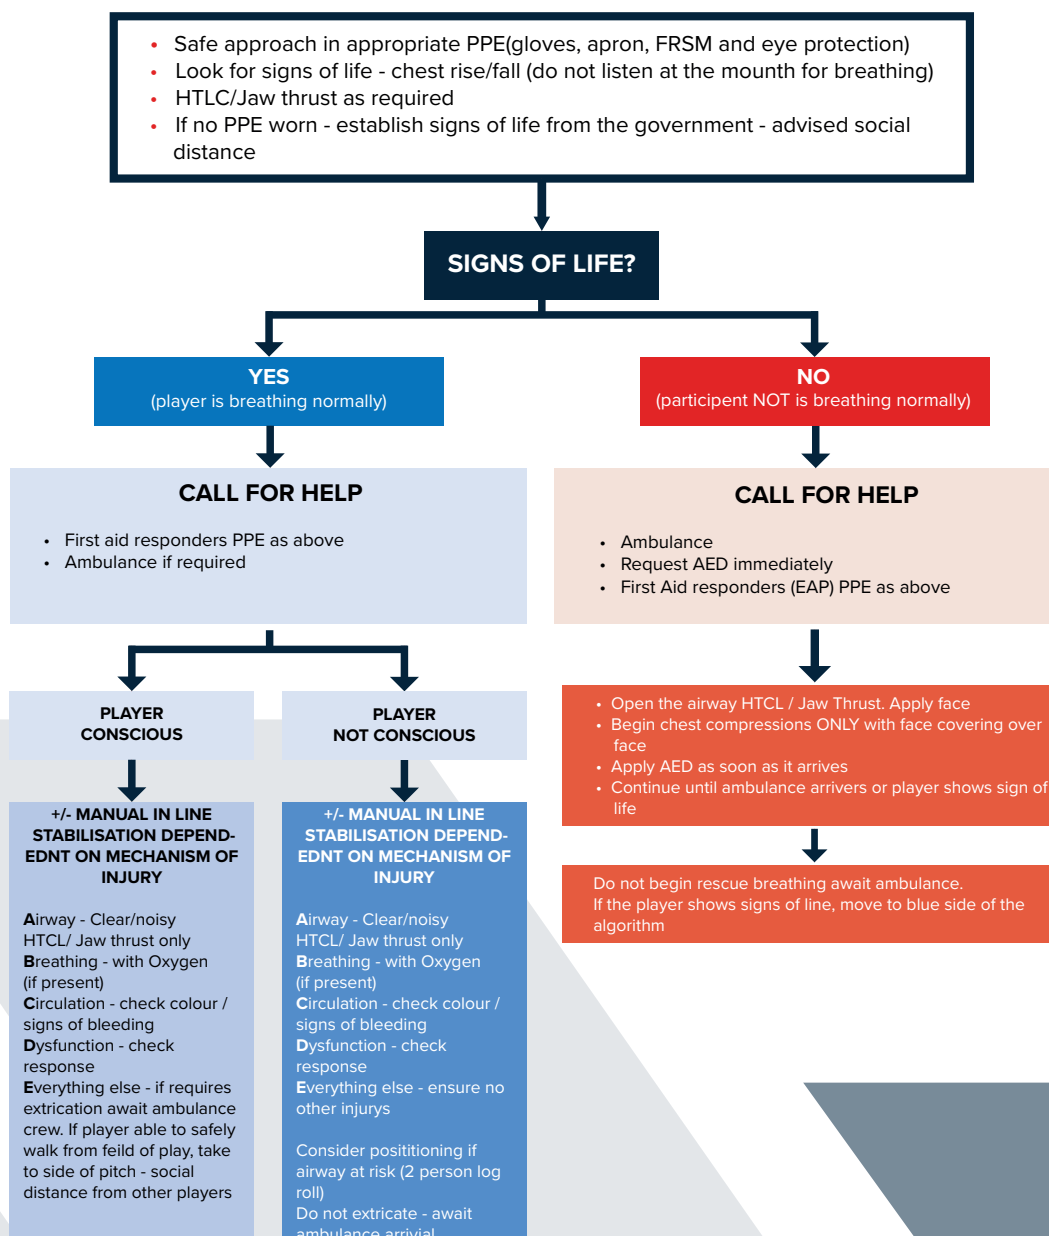 • Safe approach in appropriate PPE(gloves, apron, FRSM and eye protection)
• Look for signs of life - chest rise/fall (do not listen at the mounth for breathing)
• HTLC/Jaw thrust as required
• If no PPE worn - establish signs of life from the government - advised social
distance
SIGNS OF LIFE?
YES
(player is breathing normally)
NO
(participent NOT is breathing normally)
CALL FOR HELP
• First aid responders PPE as above
• Ambulance if required
CALL FOR HELP
• Ambulance
• Request AED immediately
• First Aid responders (EAP) PPE as above
PLAYER
CONSCIOUS
PLAYER
NOT CONSCIOUS
• Open the airway HTCL / Jaw Thrust. Apply face
• Begin chest compressions ONLY with face covering over
face
• Apply AED as soon as it arrives
• Continue until ambulance arrivers or player shows sign of
life
Do not begin rescue breathing await ambulance.
If the player shows signs of line, move to blue side of the
algorithm
+/- MANUAL IN LINE
STABILISATION DEPEND-
EDNT ON MECHANISM OF
INJURY
Airway - Clear/noisy
HTCL/ Jaw thrust only
Breathing - with Oxygen
(if present)
Circulation - check colour /
signs of bleeding
Dysfunction - check
response
Everything else - if requires
extrication await ambulance
crew. If player able to safely
walk from feild of play, take
to side of pitch - social
distance from other players
+/- MANUAL IN LINE
STABILISATION DEPEND-
EDNT ON MECHANISM OF
INJURY
Airway - Clear/noisy
HTCL/ Jaw thrust only
Breathing - with Oxygen
(if present)
Circulation - check colour /
signs of bleeding
Dysfunction - check
response
Everything else - ensure no
other injurys
Consider posititioning if
airway at risk (2 person log
roll)
Do not extricate - await
ambulance arrivial